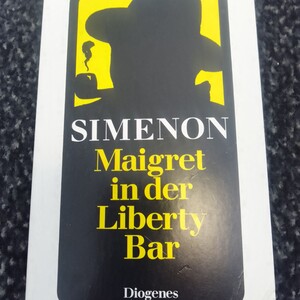 SIMENON
Maigret
in der
Liberty
Bar
Diogenes